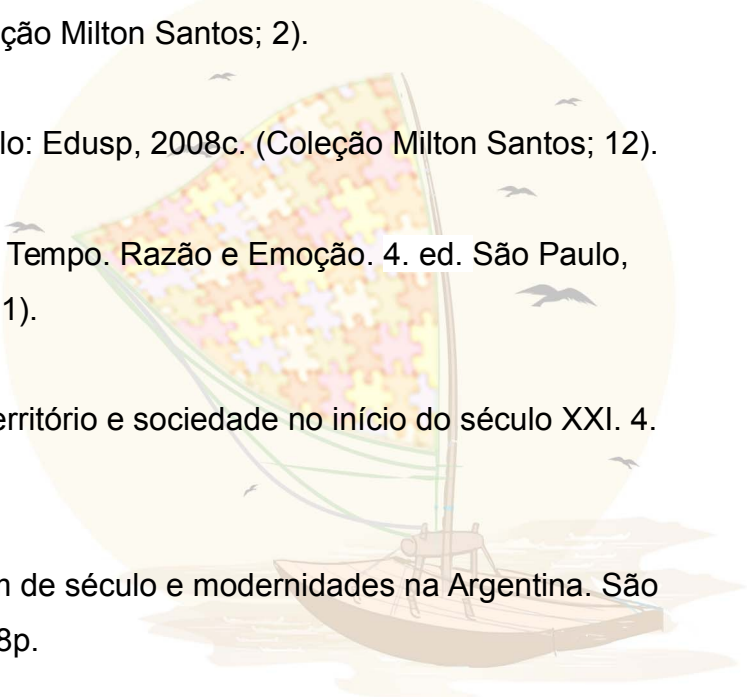 ção Milton Santos; 2).
lo: Edusp, 2008c. (Coleção Milton Santos; 12).
Tempo. Razão e Emoção. 4. ed. São Paulo,
1).
erritório e sociedade no início do século XXI. 4.
de século e modernidades na Argentina. São
8p.